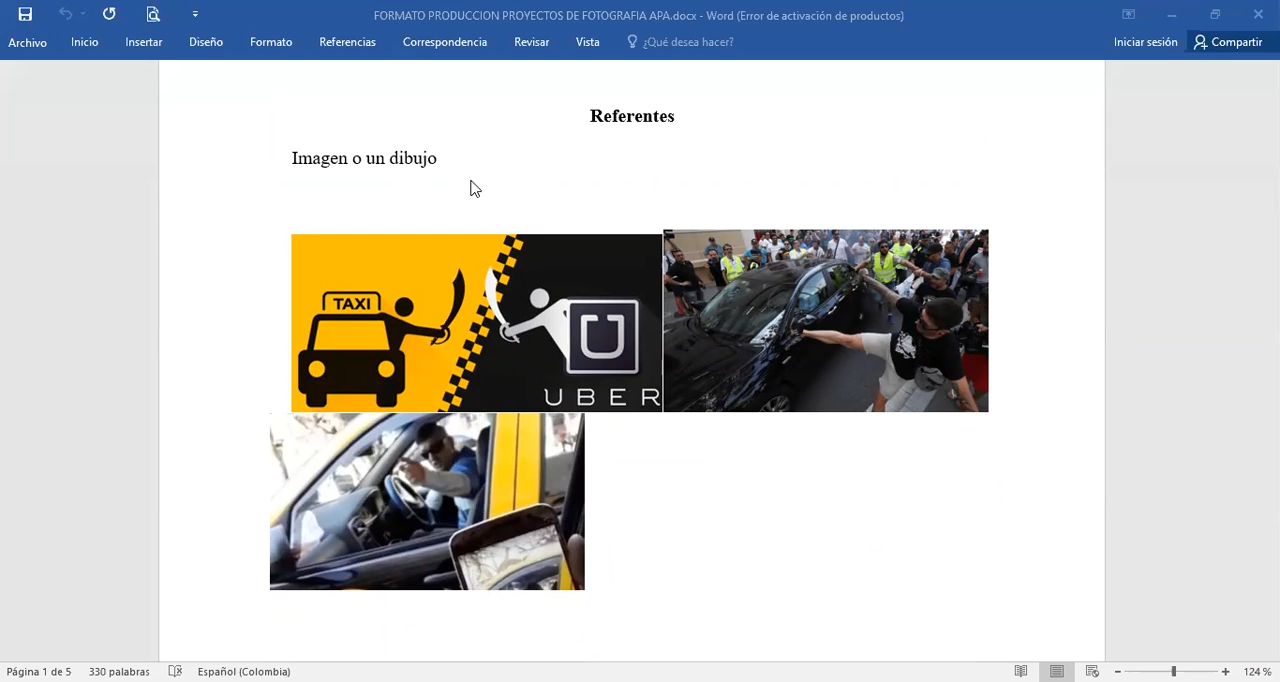 FORMATO PRODUCCION PROYECTOS DE FOTOGRAFIA APA.docx - Word (Error de activación de productos)
Archivo Inicio Insertar Diseño Formato Referencias Correspondencia Revisar Vista ¿Qué desea hacer? Iniciar sesión Compartir
Referentes
Imagen o un dibujo
TAXI
U
UBER
Página 1 de 5 330 palabras Español (Colombia) 124 %